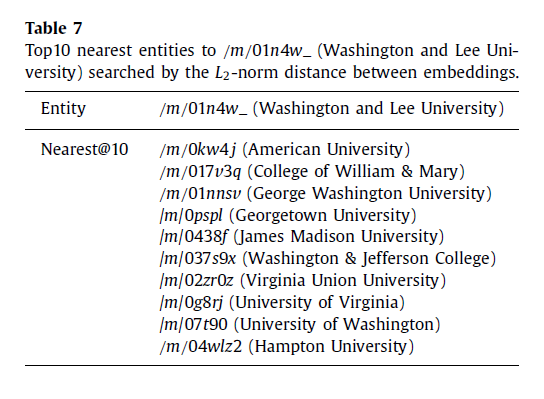 Table 7
Top10 nearest entities to /m/01n4w_ (Washington and Lee Uni-
versity) searched by the L2-norm distance between embeddings.
Entity /m/01n4w_ (Washington and Lee University)
Nearest@10 /m/0kw4j (American University)
/m/017v3q (College of William & Mary)
/m/01nnsv (George Washington University)
/m/0pspl (Georgetown University)
/m/0438f (James Madison University)
/m/037s9x (Washington & Jefferson College)
/m/02zr0z (Virginia Union University)
/m/0g8rj (University of Virginia)
/m/07t90 (University of Washington)
/m/04wlz2 (Hampton University)